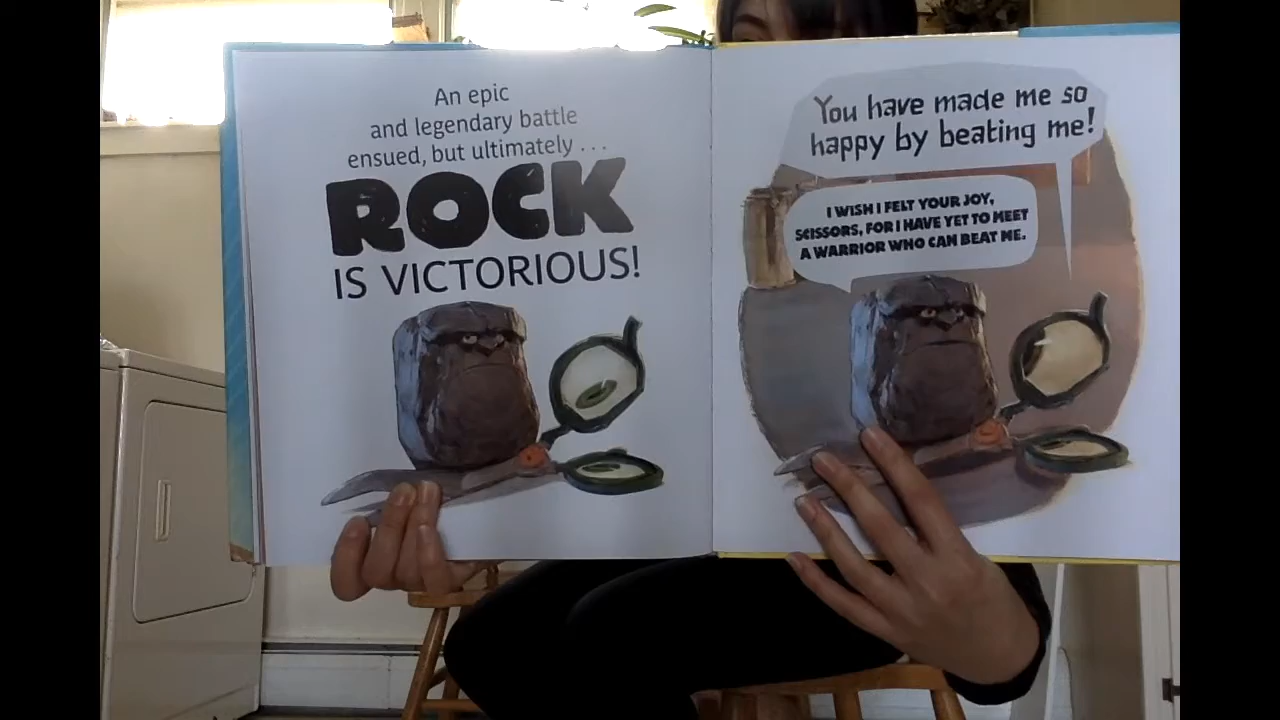 An epic
and legendary battle
ensued, but ultimately . . .
ROCK
IS VICTORIOUS!
You have made me so
happy by beating me!
I WISH I FELT YOUR JOY,
SCISSORS, FOR I HAVE YET TO MEET
A WARRIOR WHO CAN BEAT ME.